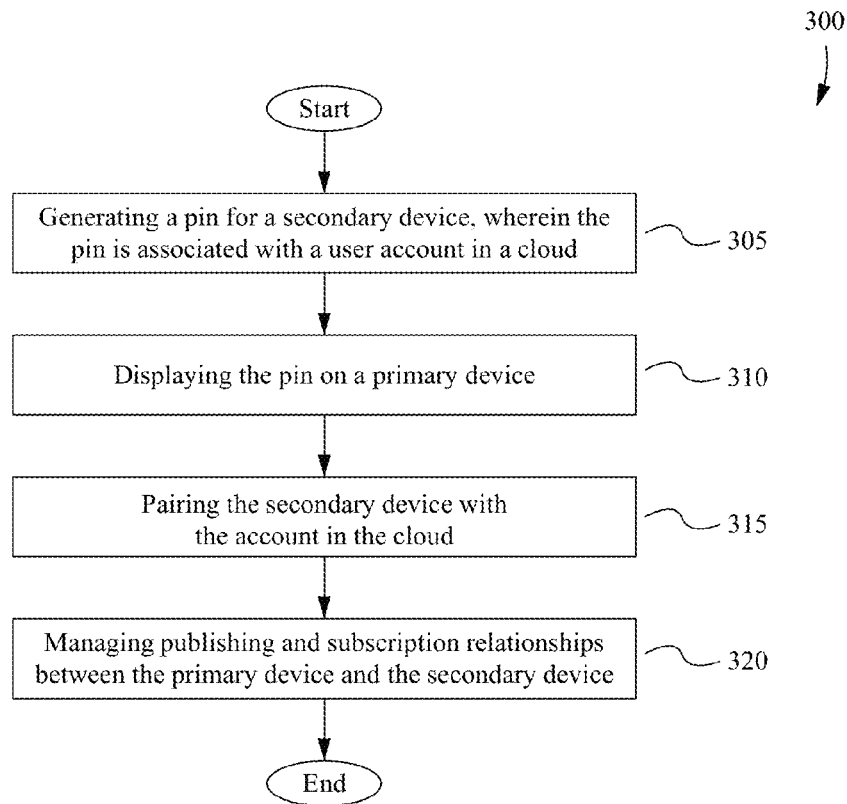 300
Start
Generating a pin for a secondary device, wherein the
pin is associated with a user account in a cloud
305
Displaying the pin on a primary device
310
Pairing the secondary device with
the account in the cloud
315
Managing publishing and subscription relationships
between the primary device and the secondary device
320
End